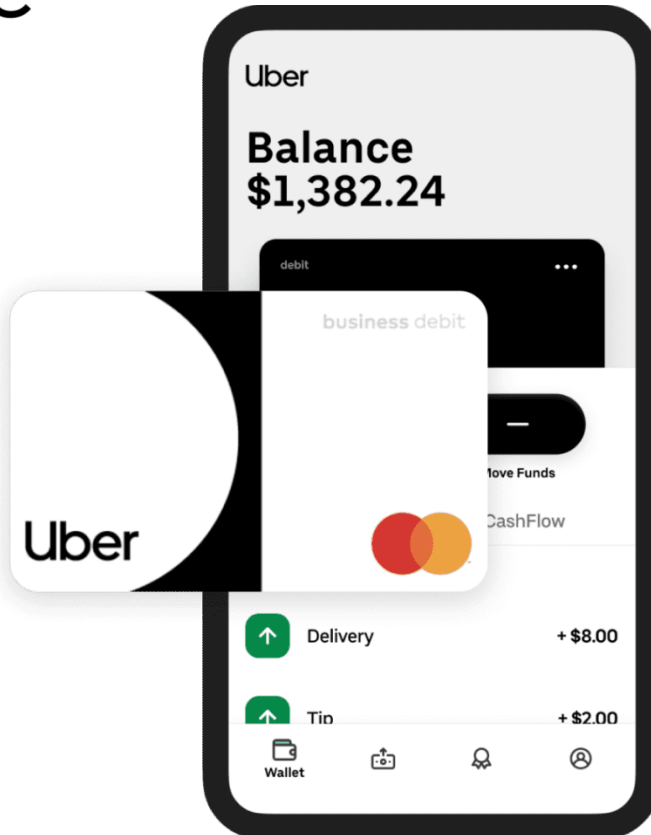 Uber
Balance
$1,382.24
debit
business debit
Uber
Move Funds
CashFlow
Delivery + $8.00
Tip + $2.00
Wallet